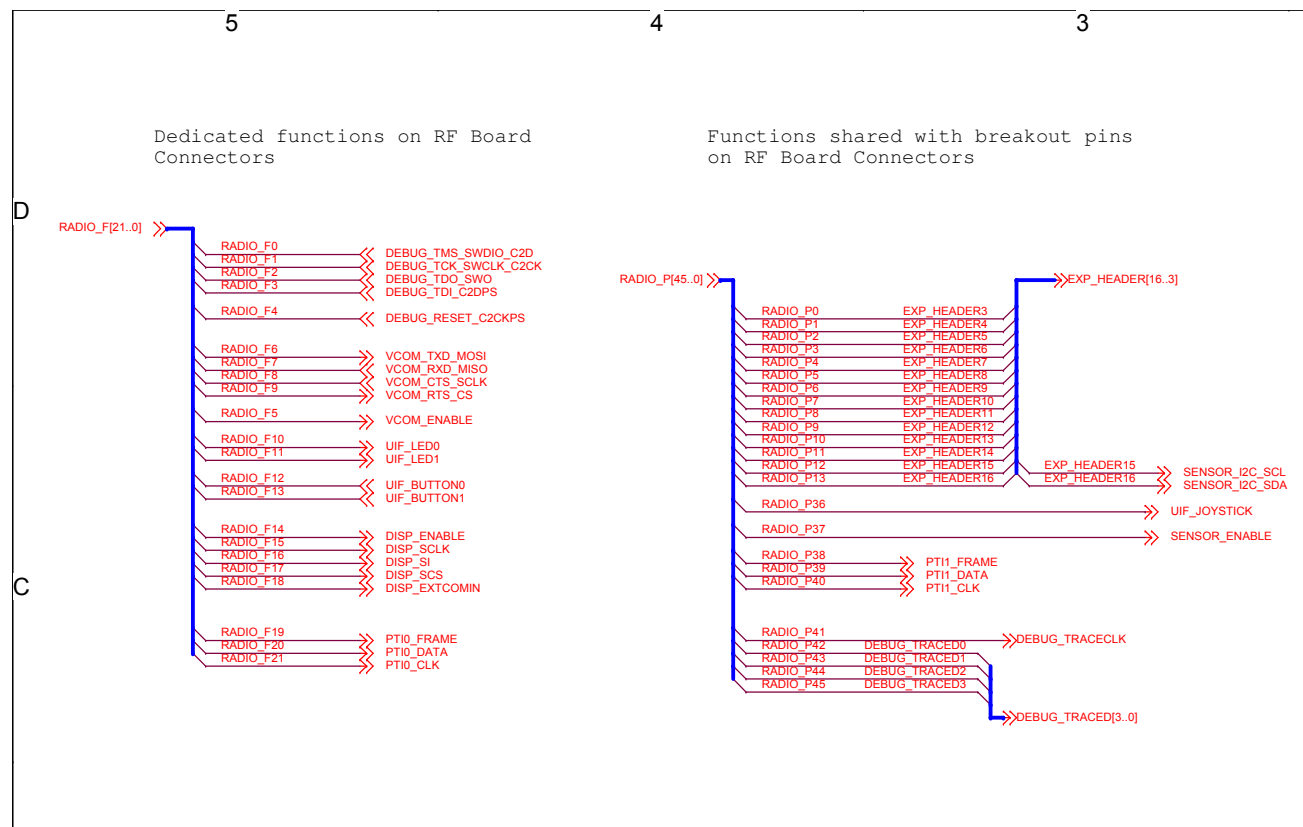 5 4 3
Dedicated functions on RF Board
Connectors
Functions shared with breakout pins
on RF Board Connectors
D
RADIO_F[21..0]
RADIO_F0 DEBUG_TMS_SWDIO_C2D
RADIO_F1 DEBUG_TCK_SWCLK_C2CK
RADIO_F2 DEBUG_TDO_SWO
RADIO_F3 DEBUG_TDI_C2DPS
RADIO_F4 DEBUG_RESET_C2CKPS
RADIO_F6 VCOM_TXD_MOSI
RADIO_F7 VCOM_RXD_MISO
RADIO_F8 VCOM_CTS_SCLK
RADIO_F9 VCOM_RTS_CS
RADIO_F5 VCOM_ENABLE
RADIO_F10 UIF_LED0
RADIO_F11 UIF_LED1
RADIO_F12 UIF_BUTTON0
RADIO_F13 UIF_BUTTON1
RADIO_F14 DISP_ENABLE
RADIO_F15 DISP_SCLK
RADIO_F16 DISP_SI
RADIO_F17 DISP_SCS
RADIO_F18 DISP_EXTCOMIN
C
RADIO_F19 PTI0_FRAME
RADIO_F20 PTI0_DATA
RADIO_F21 PTI0_CLK
RADIO_P[45..0] EXP_HEADER[16..3]
RADIO_P0 EXP_HEADER3
RADIO_P1 EXP_HEADER4
RADIO_P2 EXP_HEADER5
RADIO_P3 EXP_HEADER6
RADIO_P4 EXP_HEADER7
RADIO_P5 EXP_HEADER8
RADIO_P6 EXP_HEADER9
RADIO_P7 EXP_HEADER10
RADIO_P8 EXP_HEADER11
RADIO_P9 EXP_HEADER12
RADIO_P10 EXP_HEADER13
RADIO_P11 EXP_HEADER14
RADIO_P12 EXP_HEADER15 EXP_HEADER15 SENSOR_I2C_SCL
RADIO_P13 EXP_HEADER16 EXP_HEADER16 SENSOR_I2C_SDA
RADIO_P36 UIF_JOYSTICK
RADIO_P37 SENSOR_ENABLE
RADIO_P38 PTI1_FRAME
RADIO_P39 PTI1_DATA
RADIO_P40 PTI1_CLK
RADIO_P41 DEBUG_TRACECLK
RADIO_P42 DEBUG_TRACED0
RADIO_P43 DEBUG_TRACED1
RADIO_P44 DEBUG_TRACED2
RADIO_P45 DEBUG_TRACED3
DEBUG_TRACED[3..0]